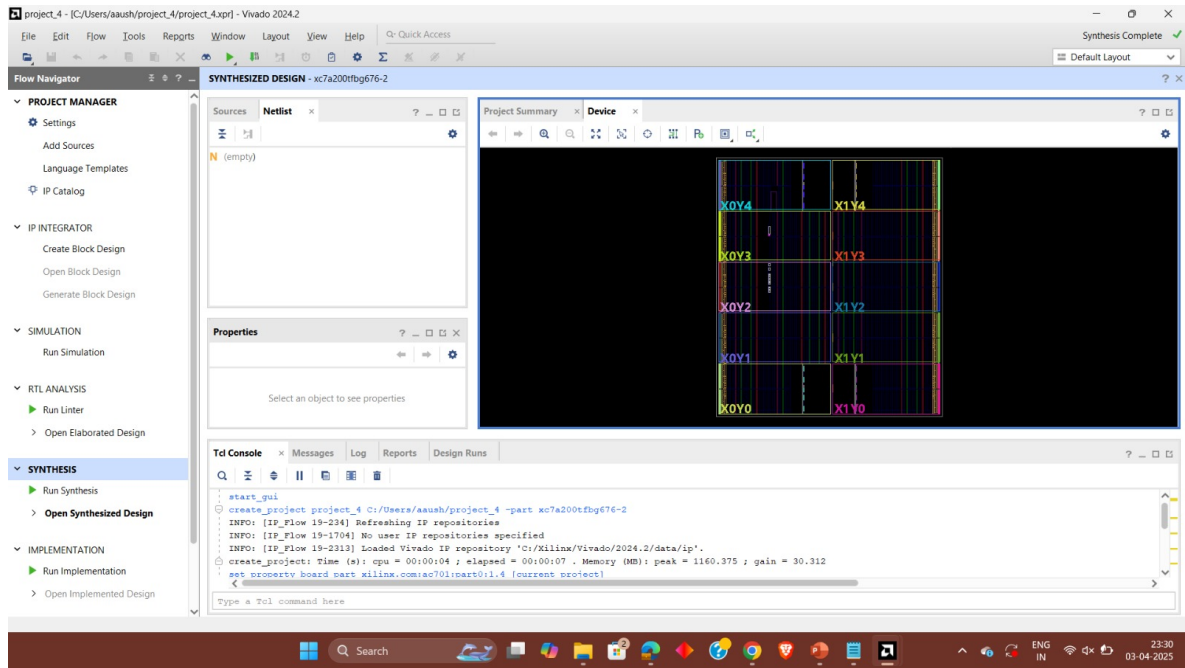 project_4 - [C:/Users/aaush/project_4/project_4.xpr] - Vivado 2024.2
File Edit Flow Tools Reports Window Layout View Help Q- Quick Access
Synthesis Complete
Default Layout
Flow Navigator
SYNTHESIZED DESIGN - xc7a200tfbg676-2
PROJECT MANAGER
Settings
Add Sources
Language Templates
IP Catalog
IP INTEGRATOR
Create Block Design
Open Block Design
Generate Block Design
SIMULATION
Run Simulation
RTL ANALYSIS
Run Linter
Open Elaborated Design
SYNTHESIS
Run Synthesis
Open Synthesized Design
IMPLEMENTATION
Run Implementation
Open Implemented Design
Sources Netlist
N (empty)
Properties
Select an object to see properties
Project Summary Device
X0Y4 X1Y4
X0Y3 X1Y3
X0Y2 X1Y2
X0Y1 X1Y1
X0Y0 X1Y0
Tcl Console Messages Log Reports Design Runs
start_gui
create_project project_4 C:/Users/aaush/project_4 -part xc7a200tfbg676-2
INFO: [IP_Flow 19-234] Refreshing IP repositories
INFO: [IP_Flow 19-1704] No user IP repositories specified
INFO: [IP_Flow 19-2313] Loaded Vivado IP repository 'C:/Xilinx/Vivado/2024.2/data/ip'.
create_project: Time (s): cpu = 00:00:04 ; elapsed = 00:00:07 . Memory (MB): peak = 1160.375 ; gain = 30.312
set_property board_part xilinx.com:ac701:part0:1.4 [current_project]
Type a Tcl command here
Search
ENG
IN
23:30
03-04-2025